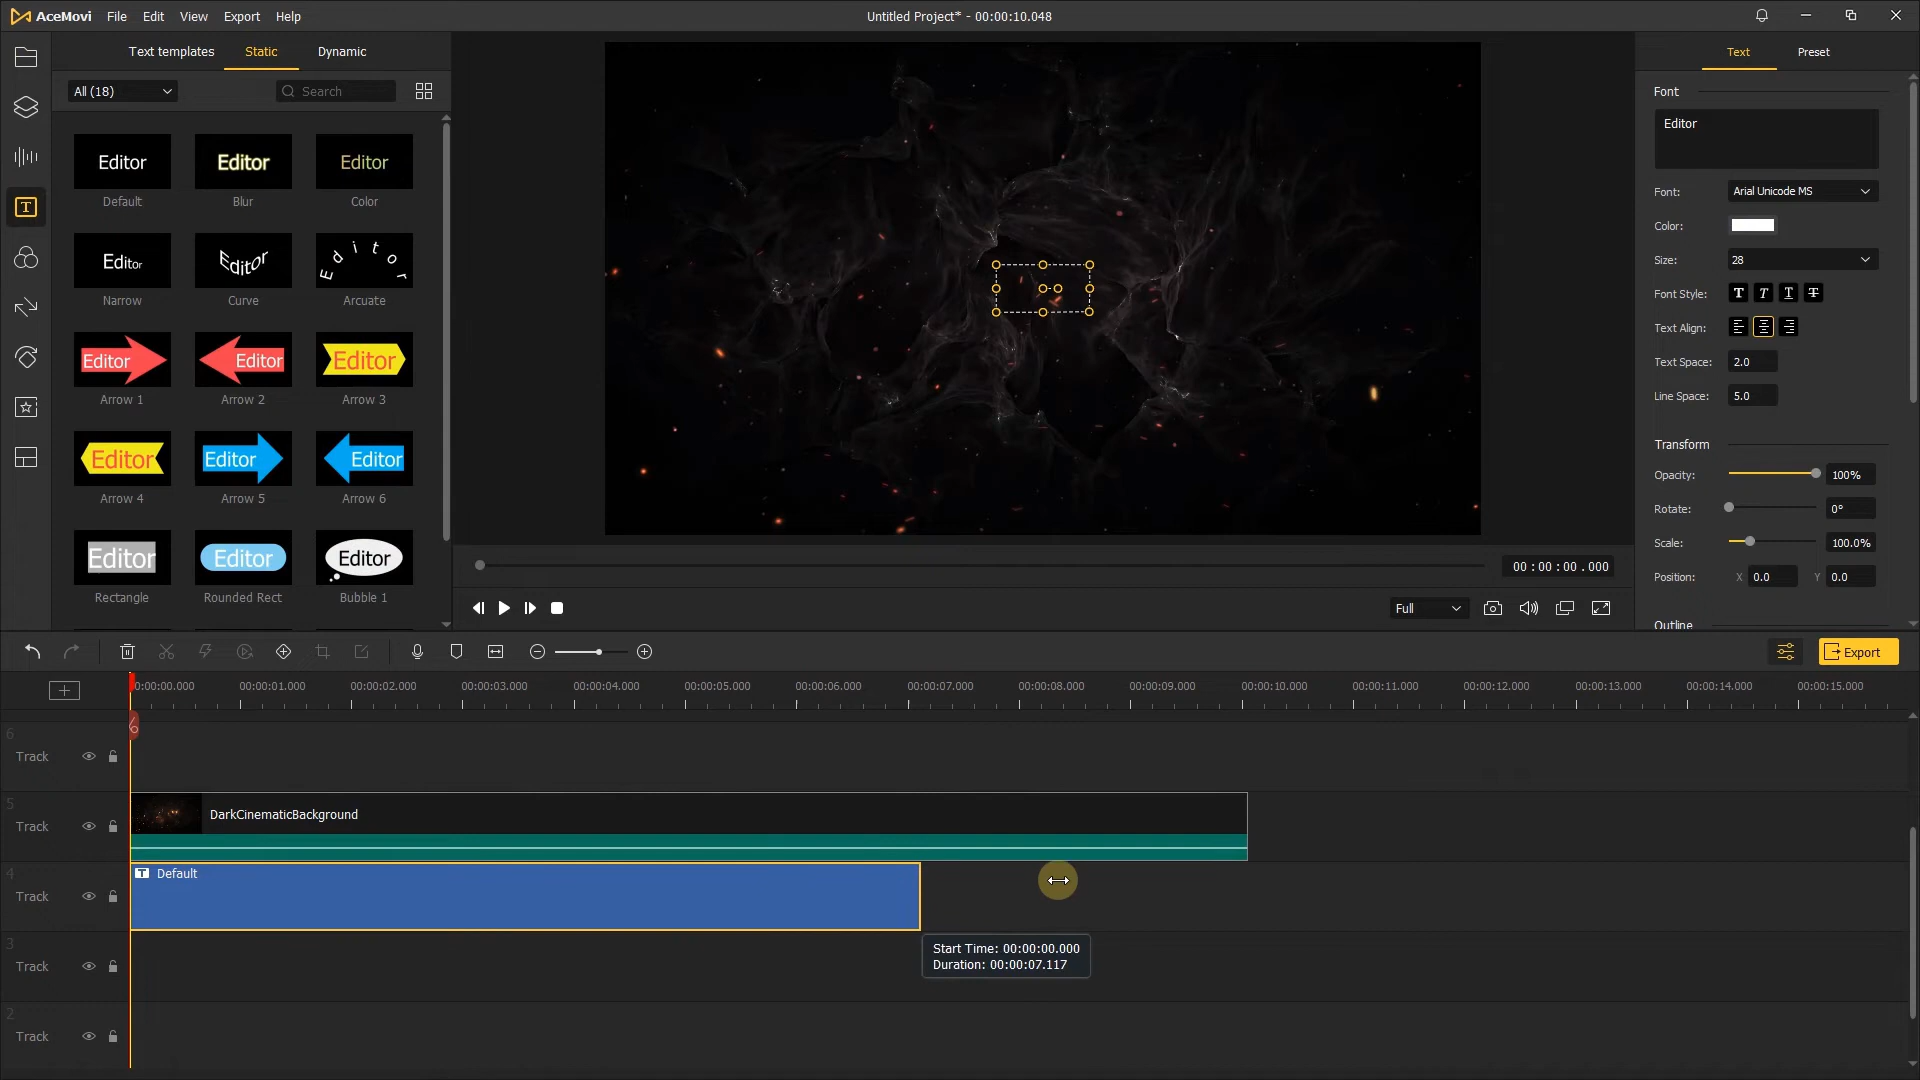 AceMovi File Edit View Export Help
Untitled Project* - 00:00:10.048
Text templates Static Dynamic
All (18)
Search
Editor Editor Editor
Default Blur Color
Editor Editor Editor
Narrow Curve Arcuate
Editor Editor Editor
Arrow 1 Arrow 2 Arrow 3
Editor Editor Editor
Arrow 4 Arrow 5 Arrow 6
Editor Editor Editor
Rectangle Rounded Rect Bubble 1
00 : 00 : 00 . 000
Full
Text Preset
Font
Editor
Font: Arial Unicode MS
Color:
Size: 28
Font Style: T T T T
Text Align:
Text Space: 2.0
Line Space: 5.0
Transform
Opacity: 100%
Rotate: 0°
Scale: 100.0%
Position: X 0.0 Y 0.0
Outline
Export
0:00:00.000 00:00:01.000 00:00:02.000 00:00:03.000 00:00:04.000 00:00:05.000 00:00:06.000 00:00:07.000 00:00:08.000 00:00:09.000 00:00:10.000 00:00:11.000 00:00:12.000 00:00:13.000 00:00:14.000 00:00:15.000
6
Track
5
Track
DarkCinematicBackground
4
Track
T Default
Start Time: 00:00:00.000
Duration: 00:00:07.117
3
Track
2
Track